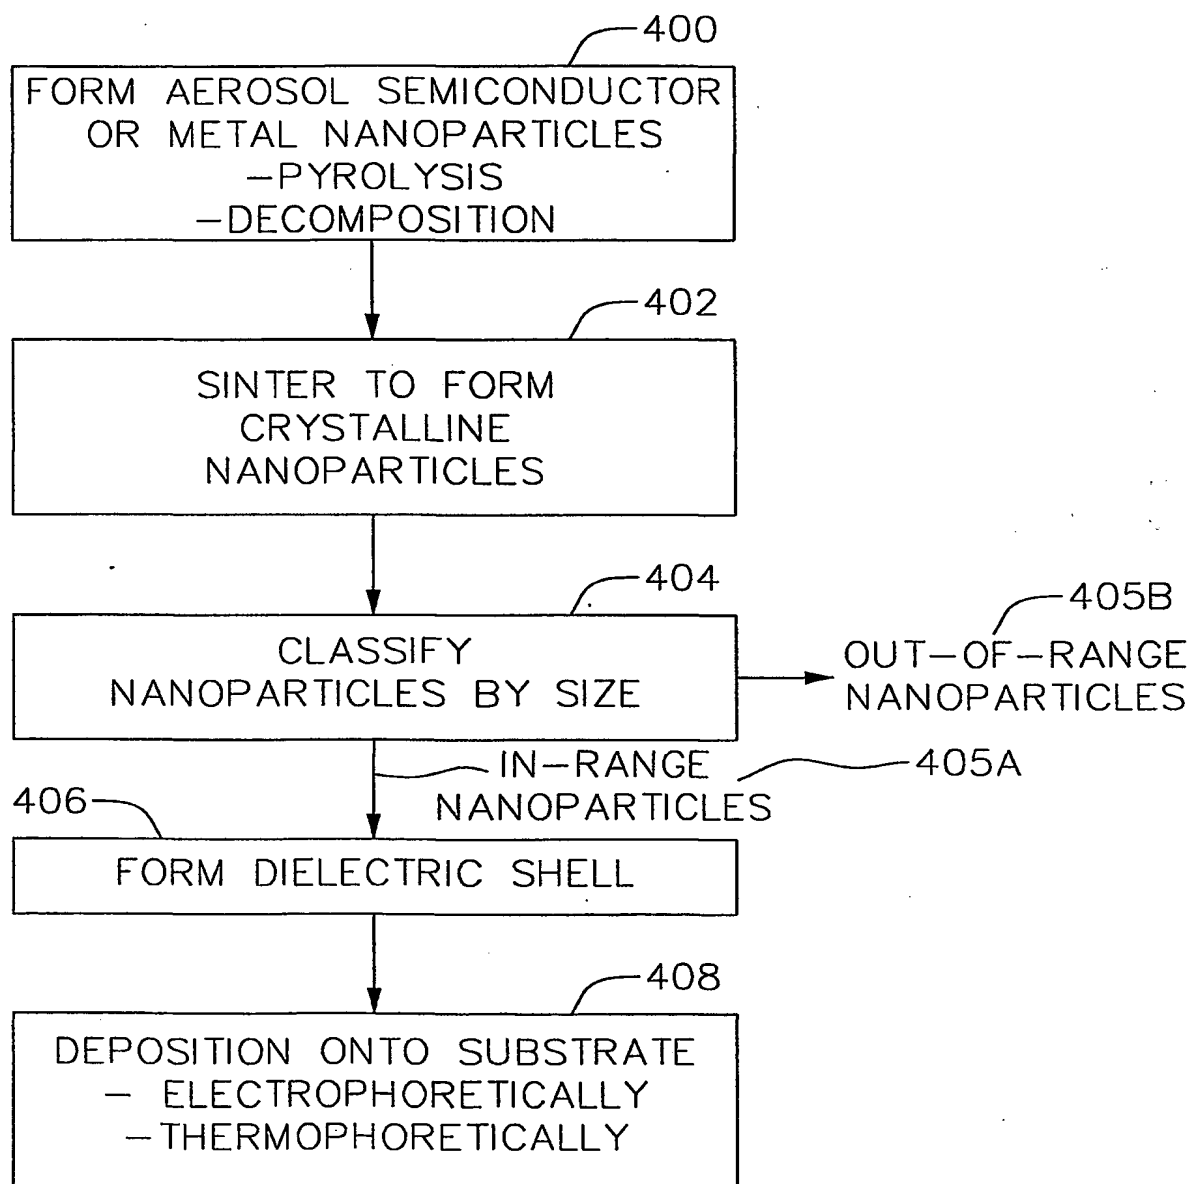 400
FORM AEROSOL SEMICONDUCTOR
OR METAL NANOPARTICLES
-PYROLYSIS
-DECOMPOSITION
402
SINTER TO FORM
CRYSTALLINE
NANOPARTICLES
404
CLASSIFY
NANOPARTICLES BY SIZE
405B
OUT-OF-RANGE
NANOPARTICLES
IN-RANGE
NANOPARTICLES
405A
406
FORM DIELECTRIC SHELL
408
DEPOSITION ONTO SUBSTRATE
- ELECTROPHORETICALLY
-THERMOPHORETICALLY